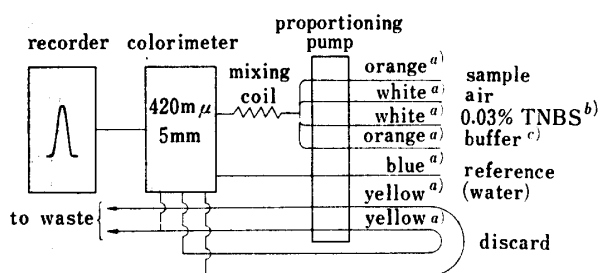 proportioning
pump
recorder colorimeter
mixing
coil
420mμ
5mm
orange a) sample
white a) air
white a) 0.03% TNBS b)
orange a) buffer c)
blue a) reference
(water)
yellow a)
to waste
yellow a)
discard